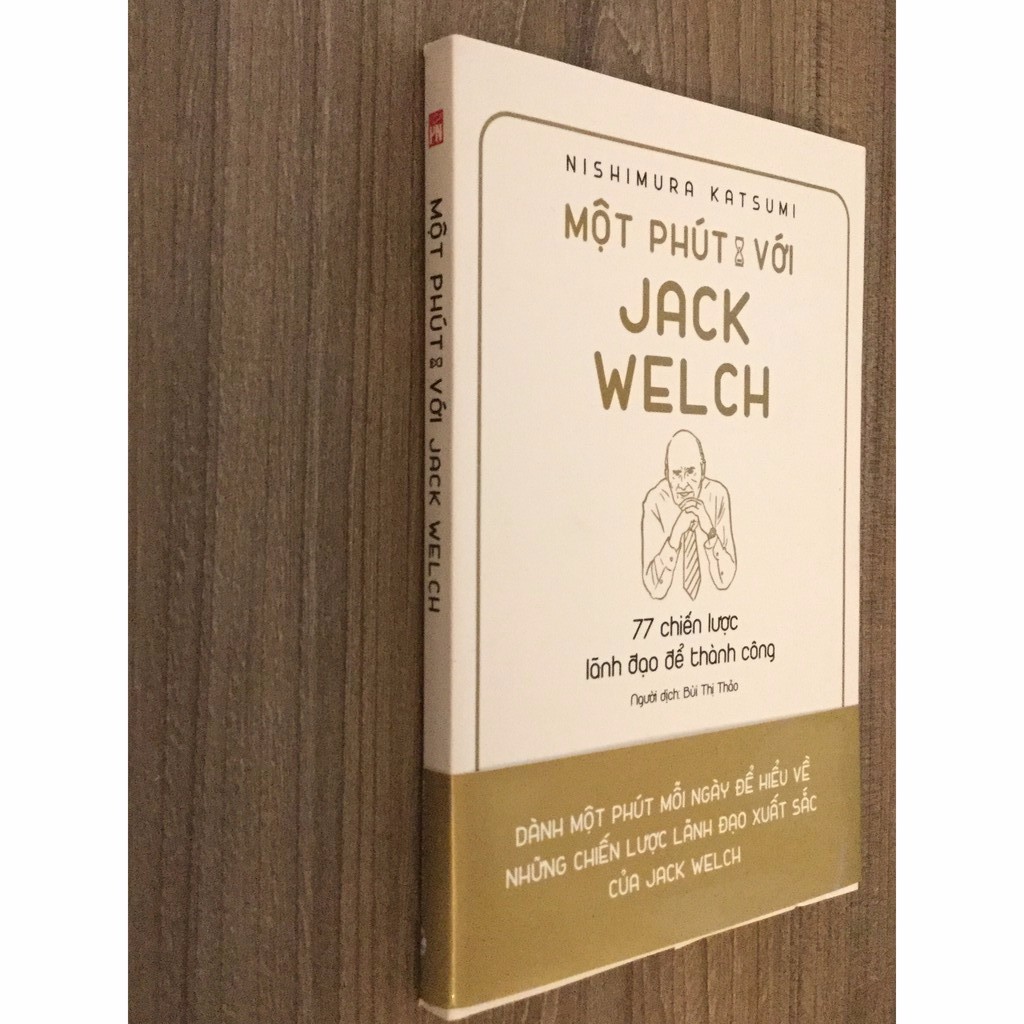 PN
MỘT PHÚT VỚI JACK WELCH
NISHIMURA KATSUMI
MỘT PHÚT VỚI
JACK
WELCH
77 chiến lược
lãnh đạo để thành công
Người dịch: Bùi Thị Thảo
DÀNH MỘT PHÚT MỖI NGÀY ĐỂ HIỂU VỀ
NHỮNG CHIẾN LƯỢC LÃNH ĐẠO XUẤT SẮC
CỦA JACK WELCH